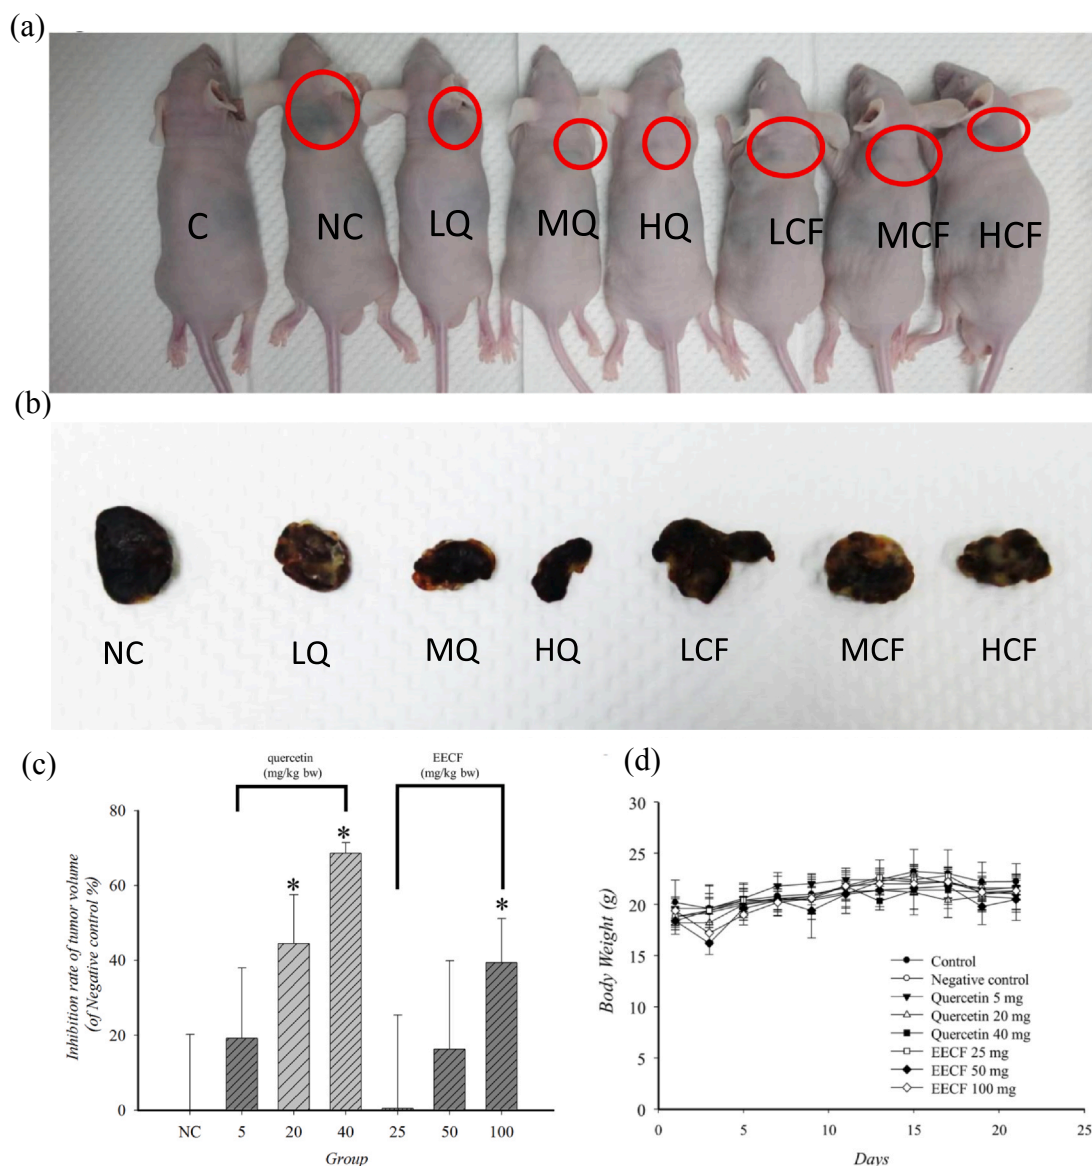 (a)
C NC LQ MQ HQ LCF MCF HCF
(b)
NC LQ MQ HQ LCF MCF HCF
(c)
quercetin
(mg/kg bw)
EECF
(mg/kg bw)
Inhibition rate of tumor volume
(of Negative control %)
80
60
40
20
0
* * *
NC 5 20 40 25 50 100
Group
(d)
Body Weight (g)
30
25
20
15
10
5
0
Control
Negative control
Quercetin 5 mg
Quercetin 20 mg
Quercetin 40 mg
EECF 25 mg
EECF 50 mg
EECF 100 mg
0 5 10 15 20 25
Days